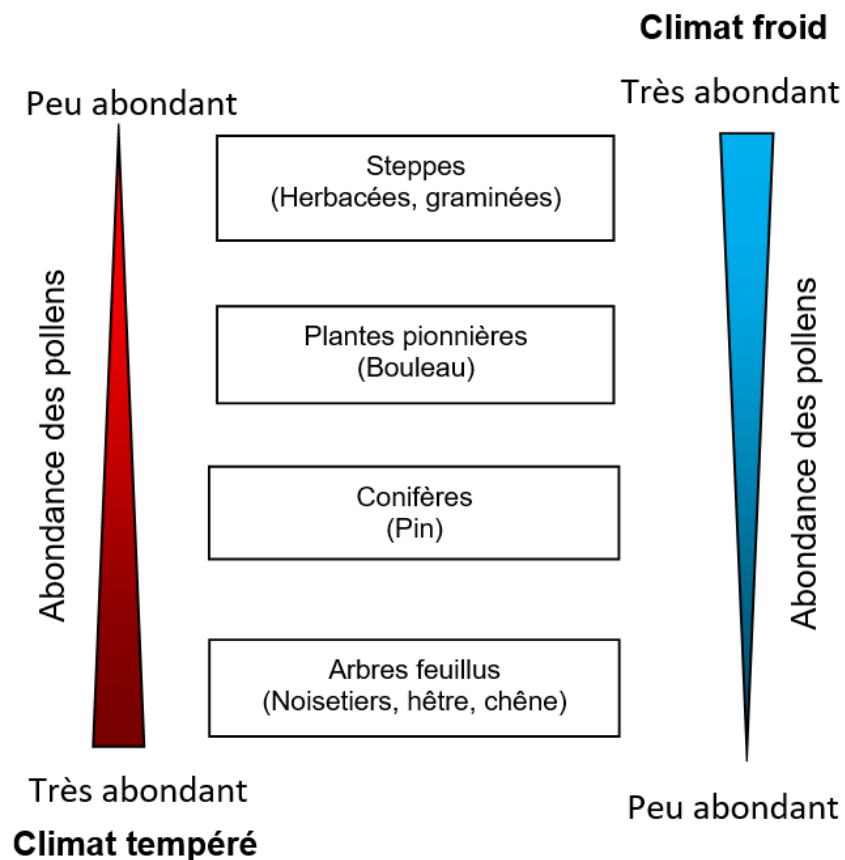 Climat froid
Très abondant
Peu abondant
Steppes
(Herbacées, graminées)
Abondance des pollens
Plantes pionnières
(Bouleau)
Abondance des pollens
Conifères
(Pin)
Arbres feuillus
(Noisetiers, hêtre, chêne)
Très abondant
Peu abondant
Climat tempéré